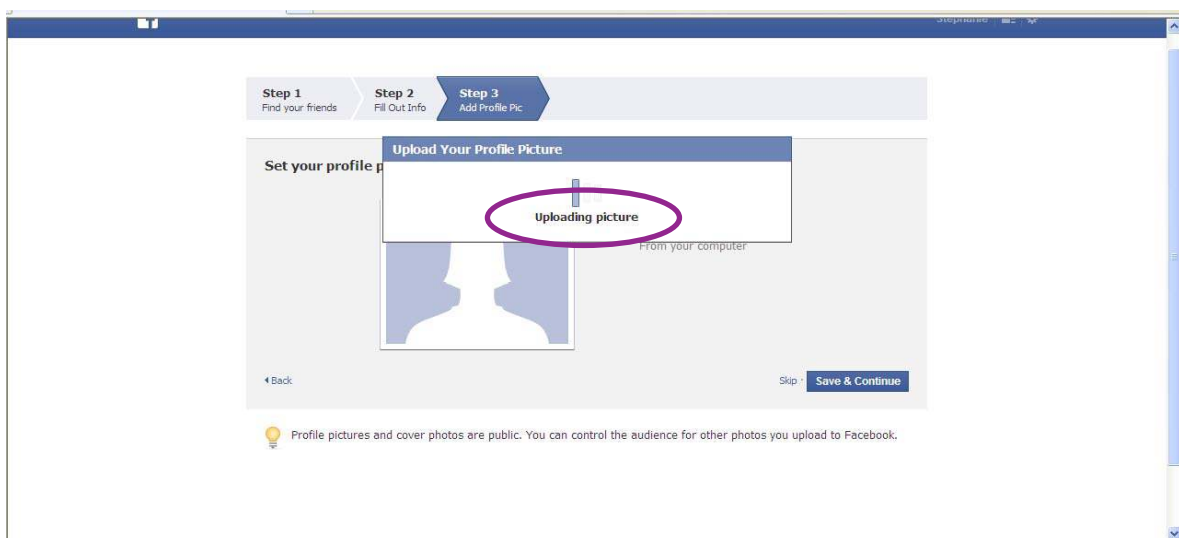 Stephanie
Step 1
Find your friends
Step 2
Fill Out Info
Step 3
Add Profile Pic
Upload Your Profile Picture
Set your profile p
Uploading picture
From your computer
Back
Skip ·
Save & Continue
Profile pictures and cover photos are public. You can control the audience for other photos you upload to Facebook.